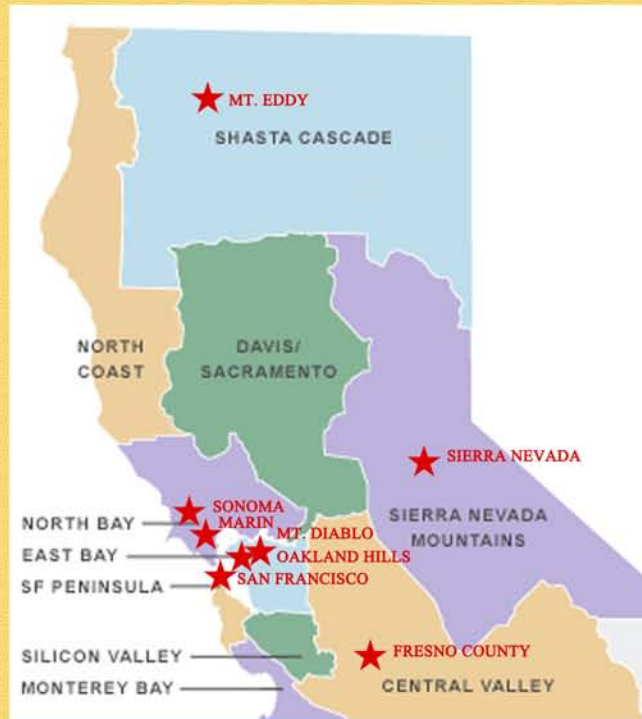 MT. EDDY
SHASTA CASCADE
NORTH
COAST
DAVIS/
SACRAMENTO
SIERRA NEVADA
SIERRA NEVADA
MOUNTAINS
SONOMA
MARIN
NORTH BAY
MT. DIABLO
EAST BAY
OAKLAND HILLS
SF PENINSULA
SAN FRANCISCO
SILICON VALLEY
FRESNO COUNTY
MONTEREY BAY
CENTRAL VALLEY